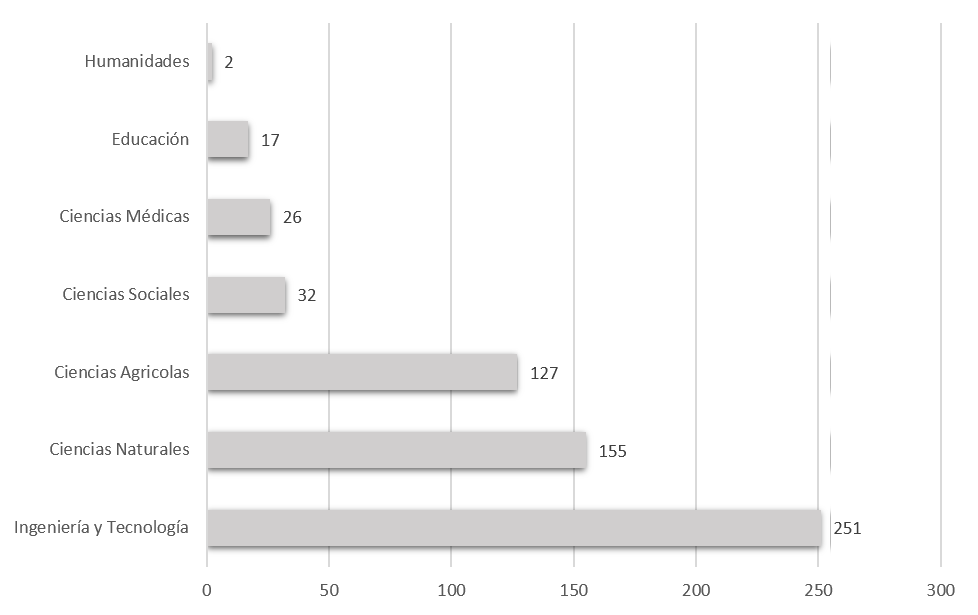 Humanidades 2
Educación 17
Ciencias Médicas 26
Ciencias Sociales 32
Ciencias Agricolas 127
Ciencias Naturales 155
Ingeniería y Tecnología 251
0 50 100 150 200 250 300